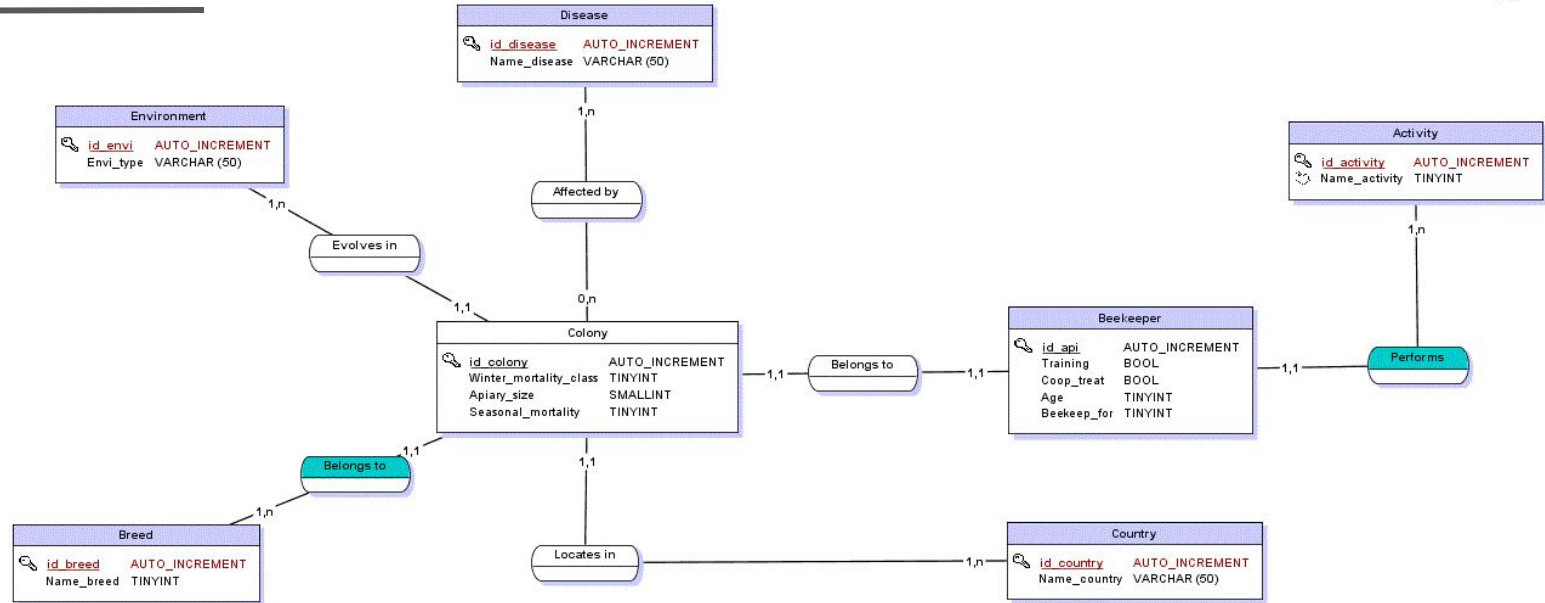 Disease
id_disease AUTO_INCREMENT
Name_disease VARCHAR (50)
1,n
Affected by
0,n
Environment
id_envi AUTO_INCREMENT
Envi_type VARCHAR (50)
1,n
Evolves in
1,1
Activity
id_activity AUTO_INCREMENT
Name_activity TINYINT
1,n
Performs
1,1
Colony
id_colony AUTO_INCREMENT
Winter_mortality_class TINYINT
Apiary_size SMALLINT
Seasonal_mortality TINYINT
1,1
Belongs to
1,1
Beekeeper
id_api AUTO_INCREMENT
Training BOOL
Coop_treat BOOL
Age TINYINT
Beekeep_for TINYINT
1,1
Belongs to
1,n
Breed
id_breed AUTO_INCREMENT
Name_breed TINYINT
1,1
Locates in
1,n
Country
id_country AUTO_INCREMENT
Name_country VARCHAR (50)